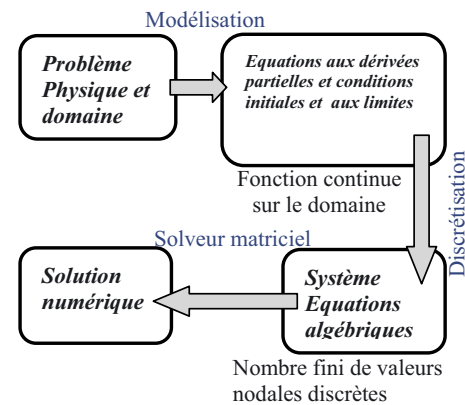 Modélisation
Problème
Physique et
domaine
Equations aux dérivées
partielles et conditions
initiales et aux limites
Fonction continue
sur le domaine
Discrétisation
Solveur matriciel
Système
Equations
algébriques
Solution
numérique
Nombre fini de valeurs
nodales discrètes